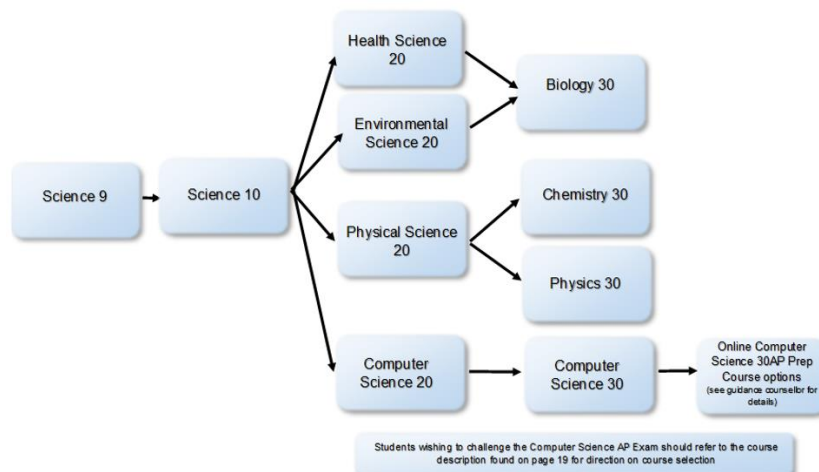 Health Science
20
Biology 30
Environmental
Science 20
Science 9
Science 10
Chemistry 30
Physical Science
20
Physics 30
Computer
Science 20
Computer
Science 30
Online Computer
Science 30AP Prep
Course options
(see guidance counsellor for
details)
Students wishing to challenge the Computer Science AP Exam should refer to the course
description found on page 19 for direction on course selection